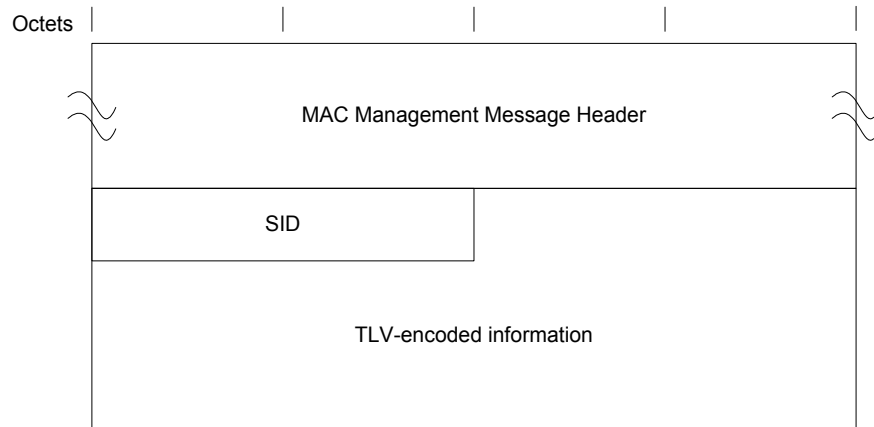 Octets
MAC Management Message Header
SID
TLV-encoded information